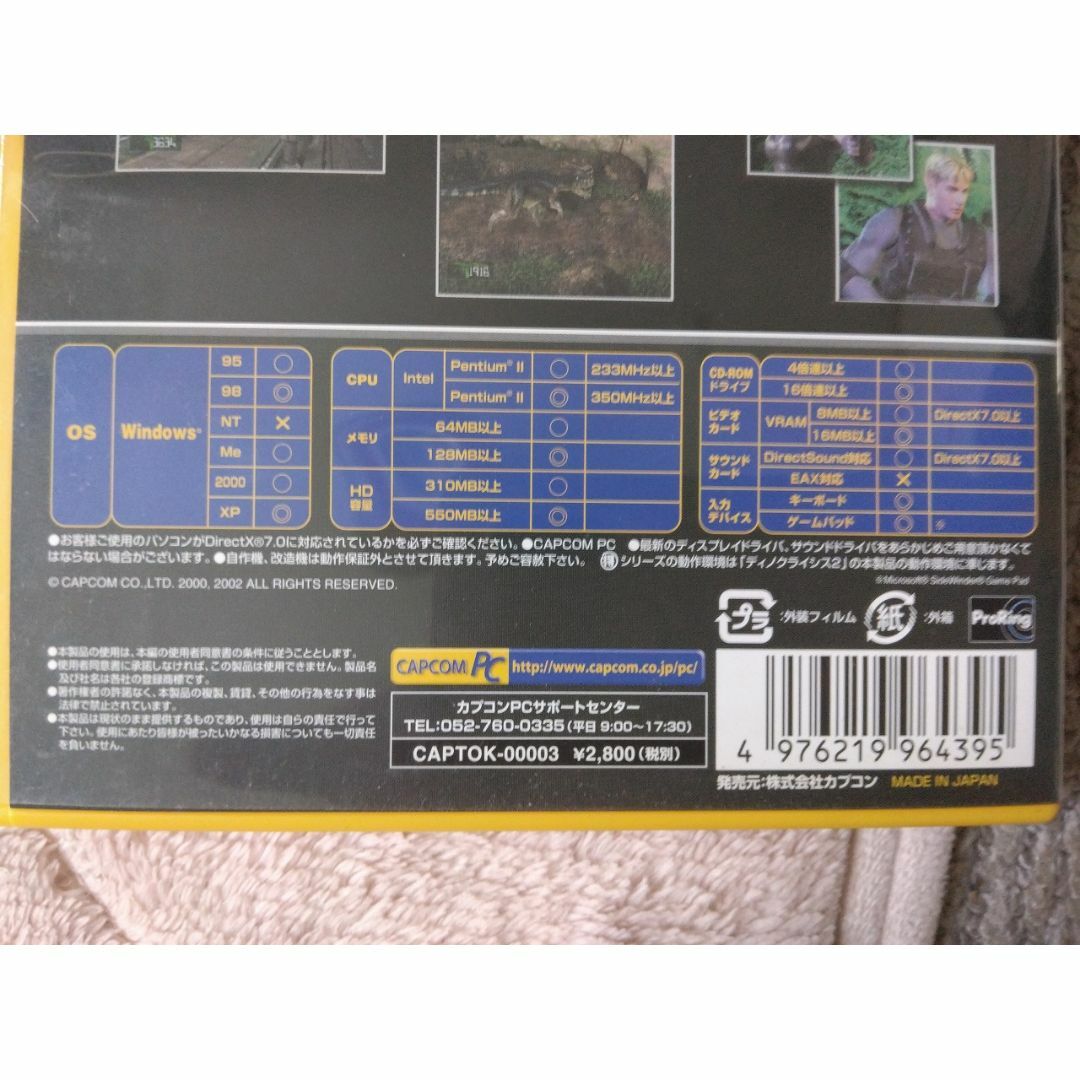 3634
1918
OS
Windows®
95 ○
98 ◎
NT ×
Me ○
2000 ○
XP ◎
CPU Intel Pentium® II ○ 233MHz以上
Pentium® II ◎ 350MHz以上
メモリ 64MB以上 ○
128MB以上 ◎
HD容量 310MB以上 ○
550MB以上 ◎
CD-ROMドライブ 4倍速以上 ○
16倍速以上 ◎
ビデオカード VRAM 8MB以上 ○ DirectX7.0以上
16MB以上 ◎
サウンドカード DirectSound対応 ○ DirectX7.0以上
EAX対応 ×
入力デバイス キーボード ◎
ゲームパッド ◎ ※
●お客様ご使用のパソコンがDirectX®7.0に対応されているかを必ずご確認ください。●CAPCOM PC ●最新のディスプレイドライバ、サウンドドライバをあらかじめご用意頂かなくて
はならない場合がございます。●自作機、改造機は動作保証外とさせて頂きます。予めご容赦下さい。 得シリーズの動作環境は「ディノクライシス2」の本製品の動作環境に準じます。
© CAPCOM CO.,LTD. 2000, 2002 ALL RIGHTS RESERVED.
※Microsoft® SideWinder® Game Pad
プラ :外装フィルム 紙 :外着 ProRing
●本製品の使用は、本編の使用者同意書の条件に従うこととします。
●使用者同意書に承諾しなければ、この製品は使用できません。製品名
及び社名は各社の登録商標です。
●著作権者の許諾なく、本製品の複製、賃貸、その他の行為をなす事は
法律で禁止されています。
●本製品は現状のまま提供するものであり、使用は自らの責任で行って
下さい。使用にあたり皆様が被ったいかなる損害についても一切責任
を負いません。
CAPCOM PC http://www.capcom.co.jp/pc/
カプコンPCサポートセンター
TEL:052-760-0335(平日 9:00~17:30)
CAPTOK-00003 ¥2,800(税別)
4 976219 964395
発売元:株式会社カプコン MADE IN JAPAN